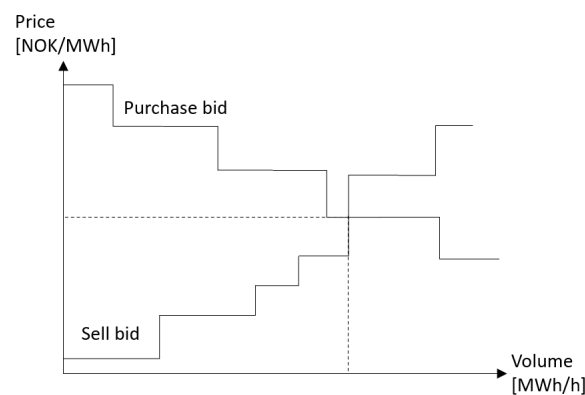 Price
[NOK/MWh]
Purchase bid
Sell bid
Volume
[MWh/h]